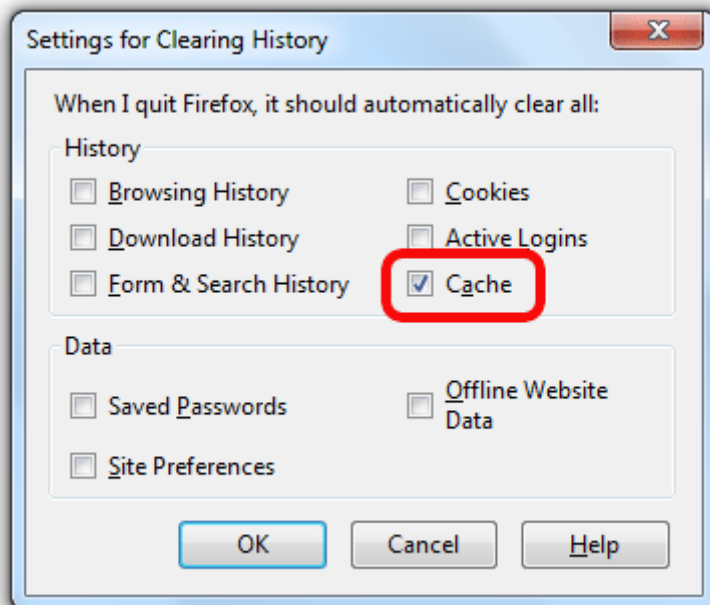 Settings for Clearing History
When I quit Firefox, it should automatically clear all:
History
Browsing History
Cookies
Download History
Active Logins
Form & Search History
Cache
Data
Saved Passwords
Offline Website
Data
Site Preferences
OK
Cancel
Help